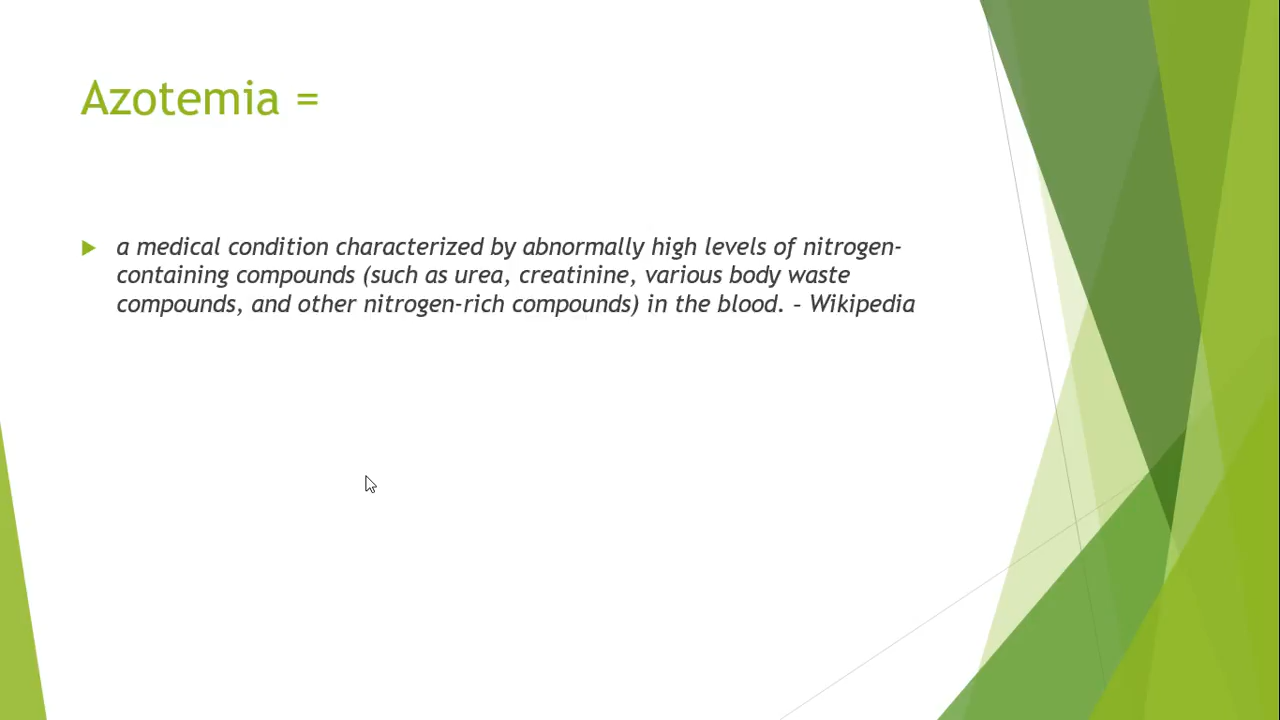 Azotemia =
a medical condition characterized by abnormally high levels of nitrogen-
containing compounds (such as urea, creatinine, various body waste
compounds, and other nitrogen-rich compounds) in the blood. – Wikipedia